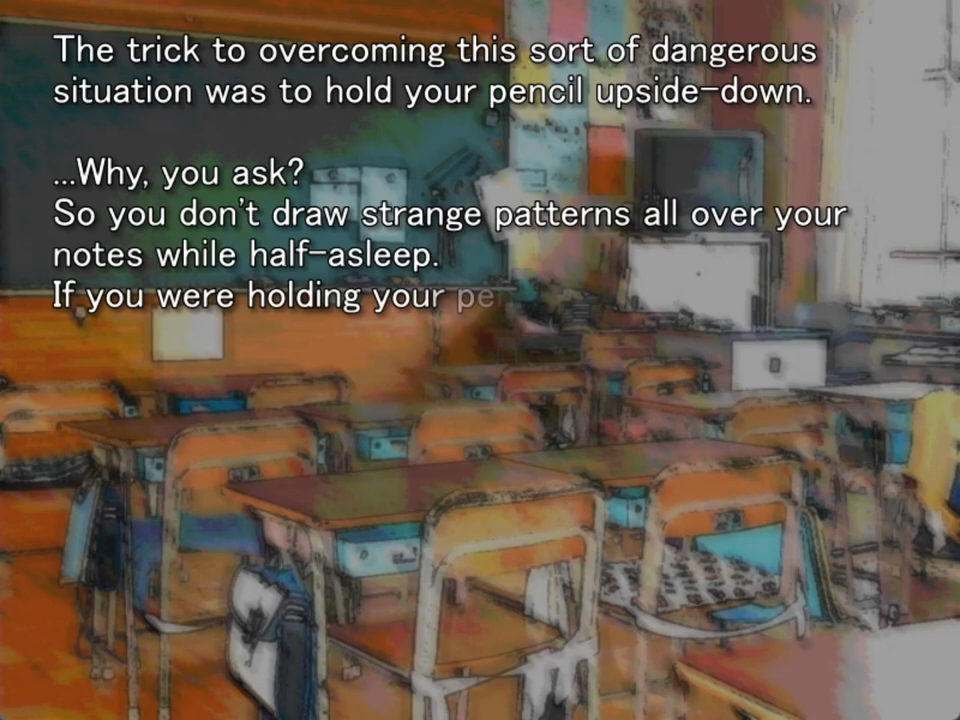 The trick to overcoming this sort of dangerous
situation was to hold your pencil upside-down.
...Why, you ask?
So you don't draw strange patterns all over your
notes while half-asleep.
If you were holding your pe